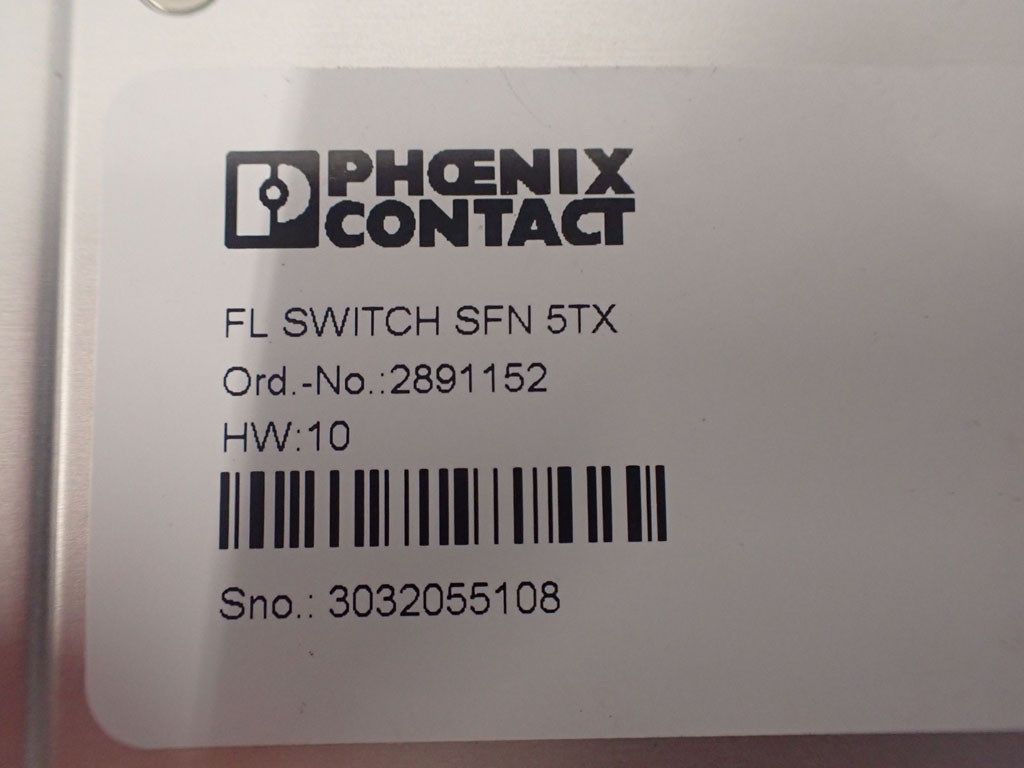 PHŒNIX
CONTACT
FL SWITCH SFN 5TX
Ord.-No.:2891152
HW:10
Sno.: 3032055108